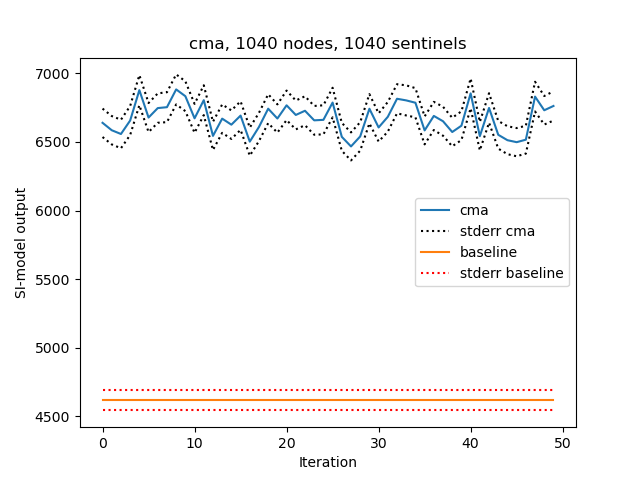 cma, 1040 nodes, 1040 sentinels
7000
6500
6000
5500
5000
4500
SI-model output
cma
stderr cma
baseline
stderr baseline
0 10 20 30 40 50
Iteration